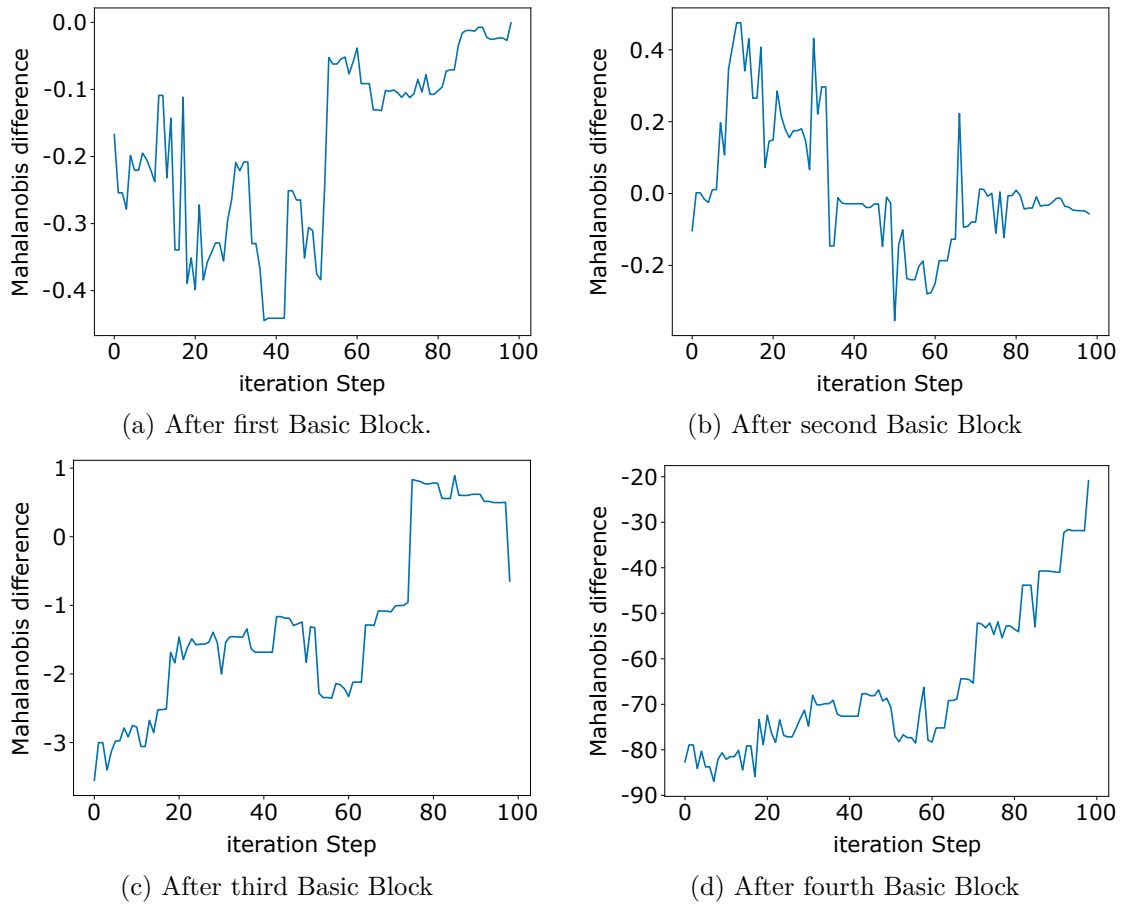 0.0
-0.1
-0.2
-0.3
-0.4
Mahalanobis difference
0 20 40 60 80 100
iteration Step
(a) After first Basic Block.
0.4
0.2
0.0
-0.2
Mahalanobis difference
0 20 40 60 80 100
iteration Step
(b) After second Basic Block
1
0
-1
-2
-3
Mahalanobis difference
0 20 40 60 80 100
iteration Step
(c) After third Basic Block
-20
-30
-40
-50
-60
-70
-80
-90
Mahalanobis difference
0 20 40 60 80 100
iteration Step
(d) After fourth Basic Block